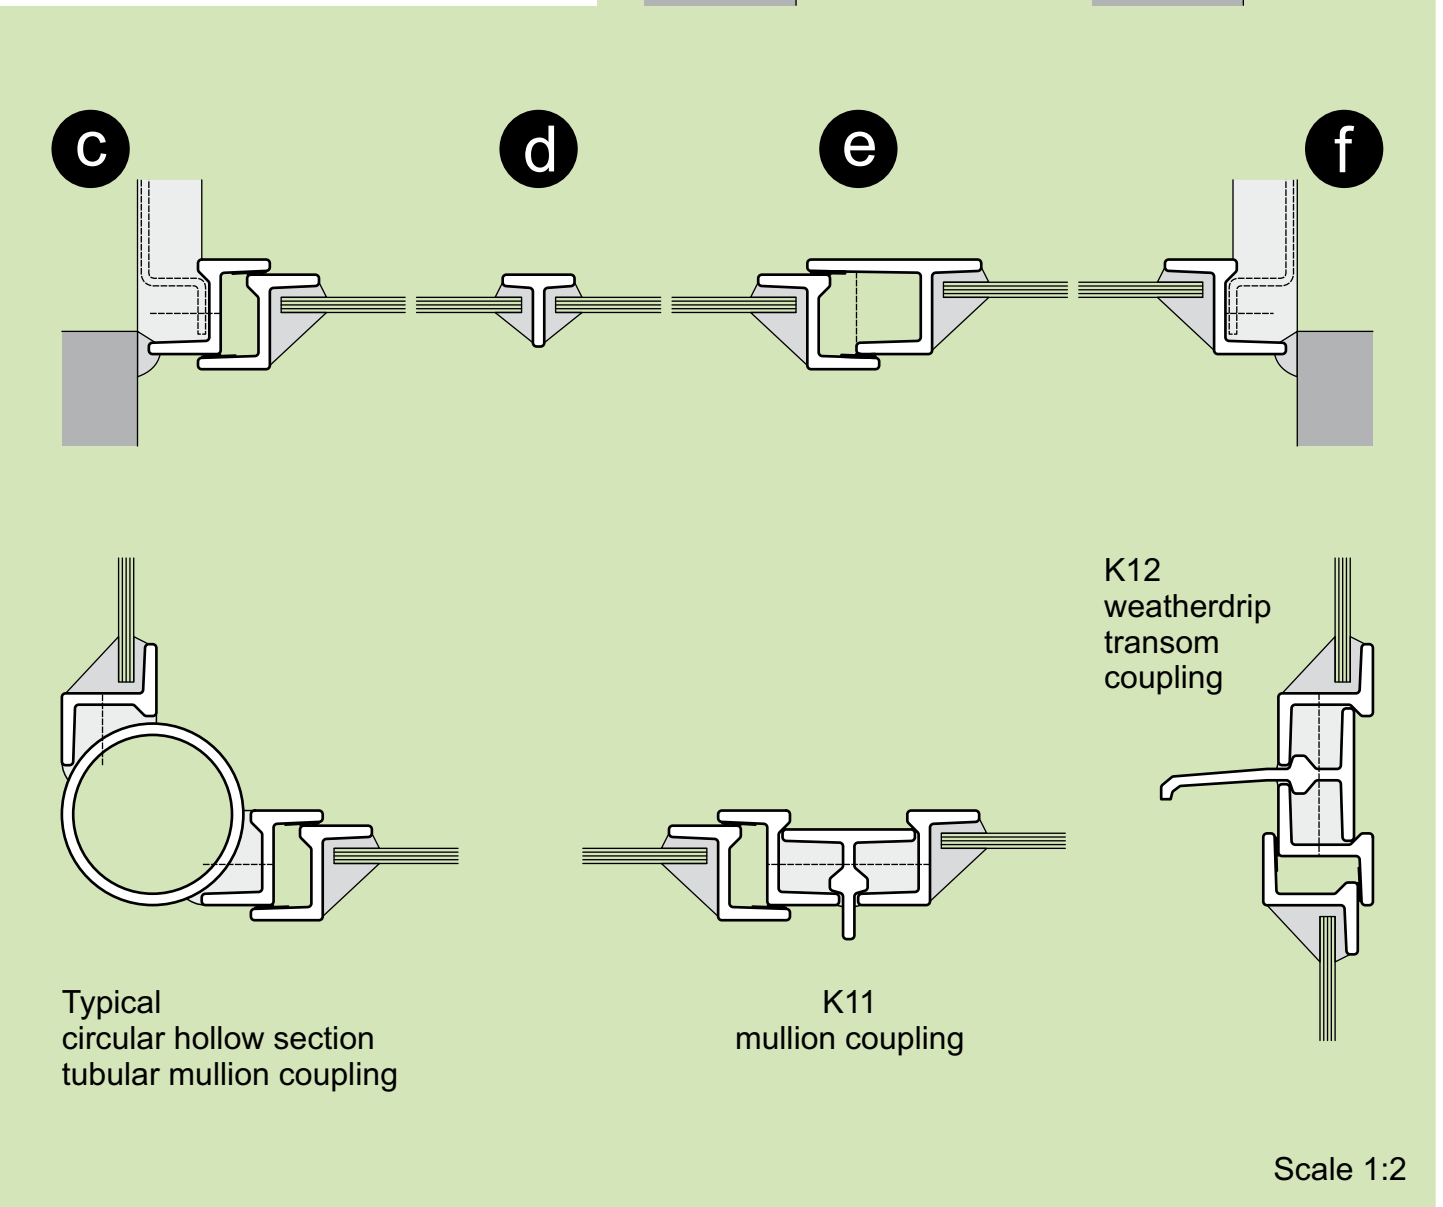 c d e f
K12
weatherdrip
transom
coupling
Typical
circular hollow section
tubular mullion coupling
K11
mullion coupling
Scale 1:2